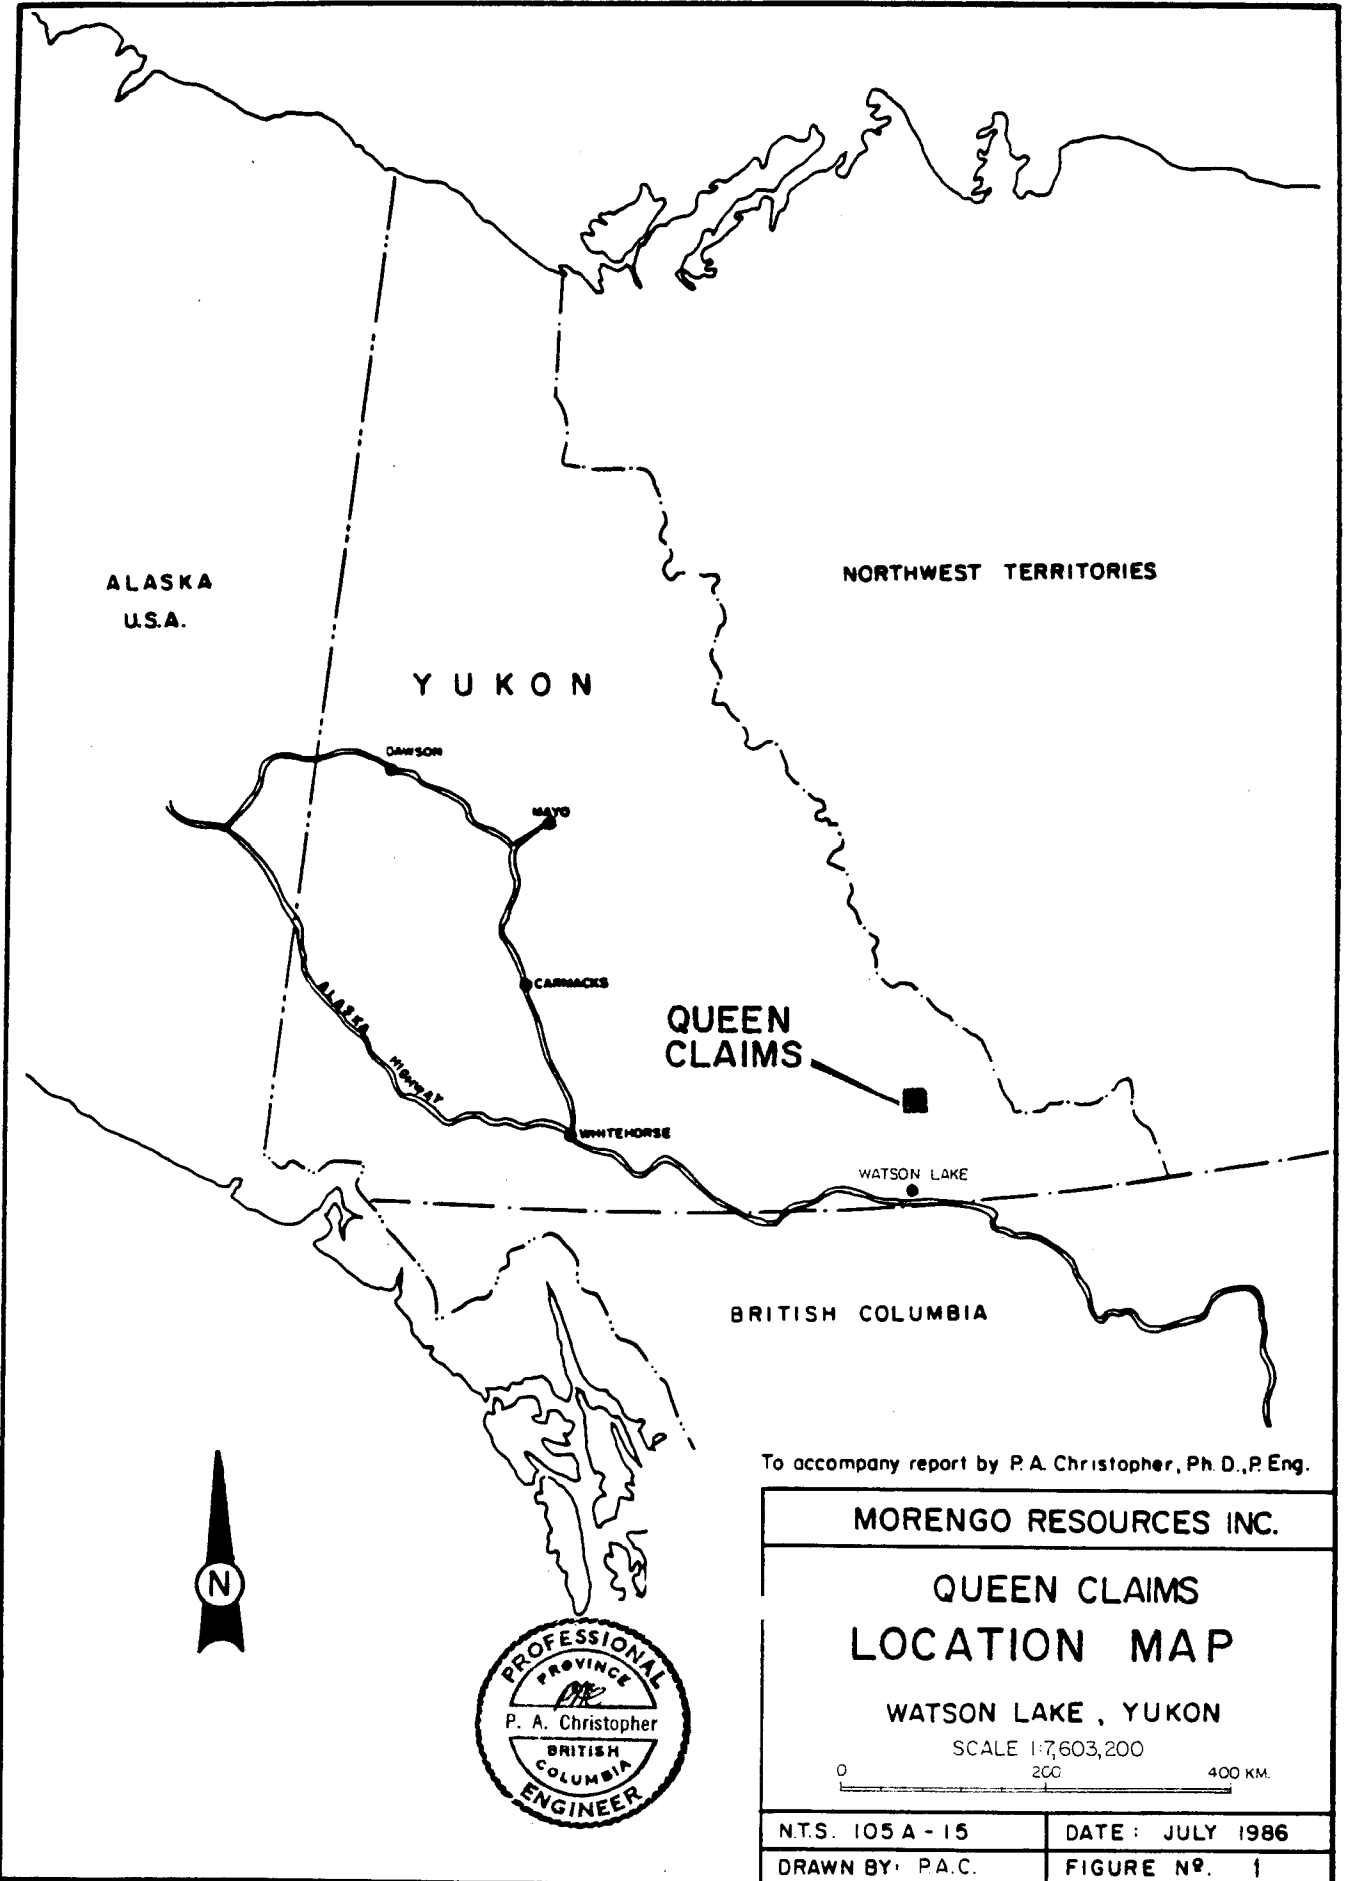 ALASKA
U.S.A.
NORTHWEST TERRITORIES
YUKON
DAWSON
MAYO
CARMACKS
ALASKA HIGHWAY
QUEEN
CLAIMS
WHITEHORSE
WATSON LAKE
BRITISH COLUMBIA
N
To accompany report by P. A. Christopher, Ph. D., P. Eng.
MORENGO RESOURCES INC.
QUEEN CLAIMS
LOCATION MAP
WATSON LAKE , YUKON
SCALE 1:7,603,200
0 200 400 KM.
N.T.S. 105 A - 15
DATE : JULY 1986
DRAWN BY: P.A.C.
FIGURE Nº. 1
PROFESSIONAL
PROVINCE
P. A. Christopher
BRITISH
COLUMBIA
ENGINEER